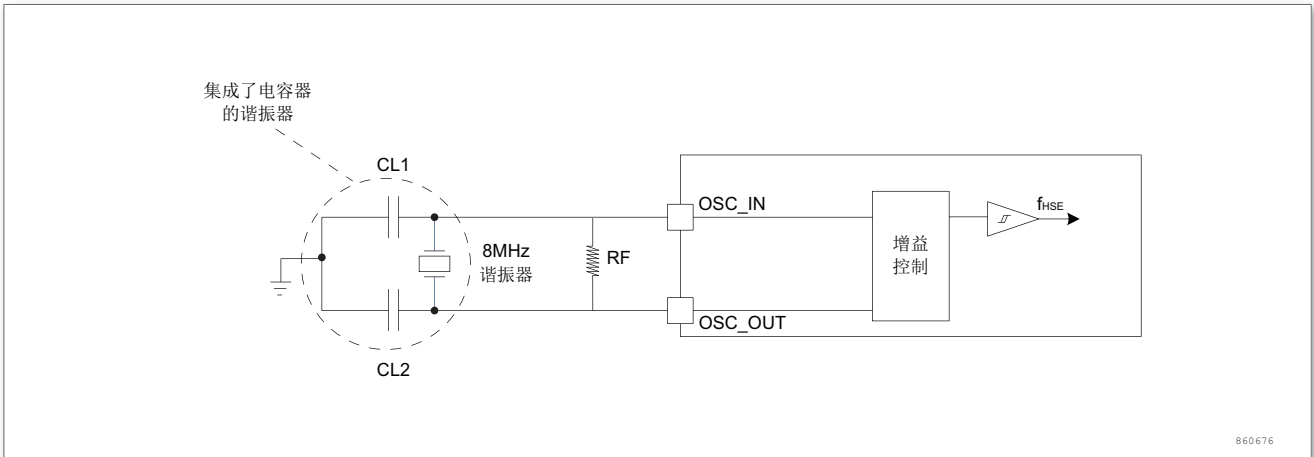 集成了电容器
的谐振器
CL1
OSC_IN
fHSE
8MHz
谐振器
RF
增益
控制
OSC_OUT
CL2
860676